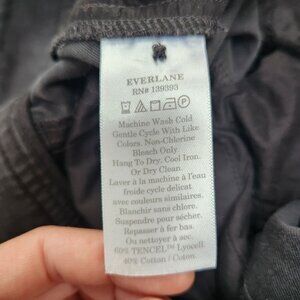 EVERLANE
RN# 139393
Machine Wash Cold
Gentle Cycle With Like
Colors. Non-Chlorine
Bleach Only
Hang To Dry. Cool Iron.
Or Dry Clean.
Laver à la machine à l'eau
froide cycle délicat
avec couleurs similaires.
Blanchir sans chlore.
Suspendre pour sécher.
Repasser à fer bas.
Ou nettoyer à sec.
60% TENCEL™ Lyocell
40% Cotton / Coton